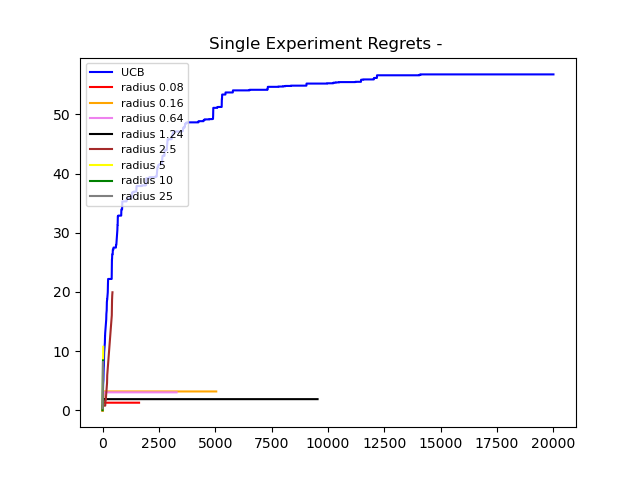 Single Experiment Regrets -
UCB
radius 0.08
radius 0.16
radius 0.64
radius 1.24
radius 2.5
radius 5
radius 10
radius 25
50
40
30
20
10
0
0 2500 5000 7500 10000 12500 15000 17500 20000